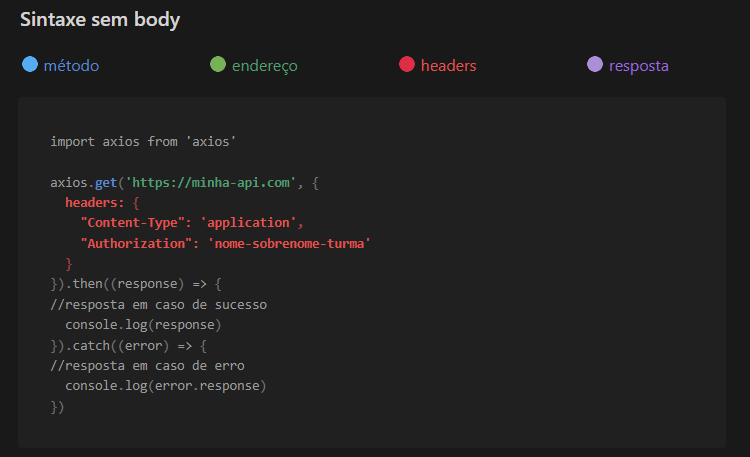 Sintaxe sem body
método endereço headers resposta
import axios from 'axios'
axios.get('https://minha-api.com', {
headers: {
"Content-Type": 'application',
"Authorization": 'nome-sobrenome-turma'
}
}).then((response) => {
//resposta em caso de sucesso
console.log(response)
}).catch((error) => {
//resposta em caso de erro
console.log(error.response)
})